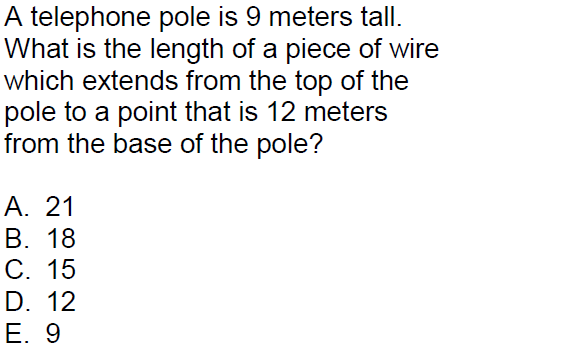 A telephone pole is 9 meters tall.
What is the length of a piece of wire
which extends from the top of the
pole to a point that is 12 meters
from the base of the pole?
A. 21
B. 18
C. 15
D. 12
E. 9